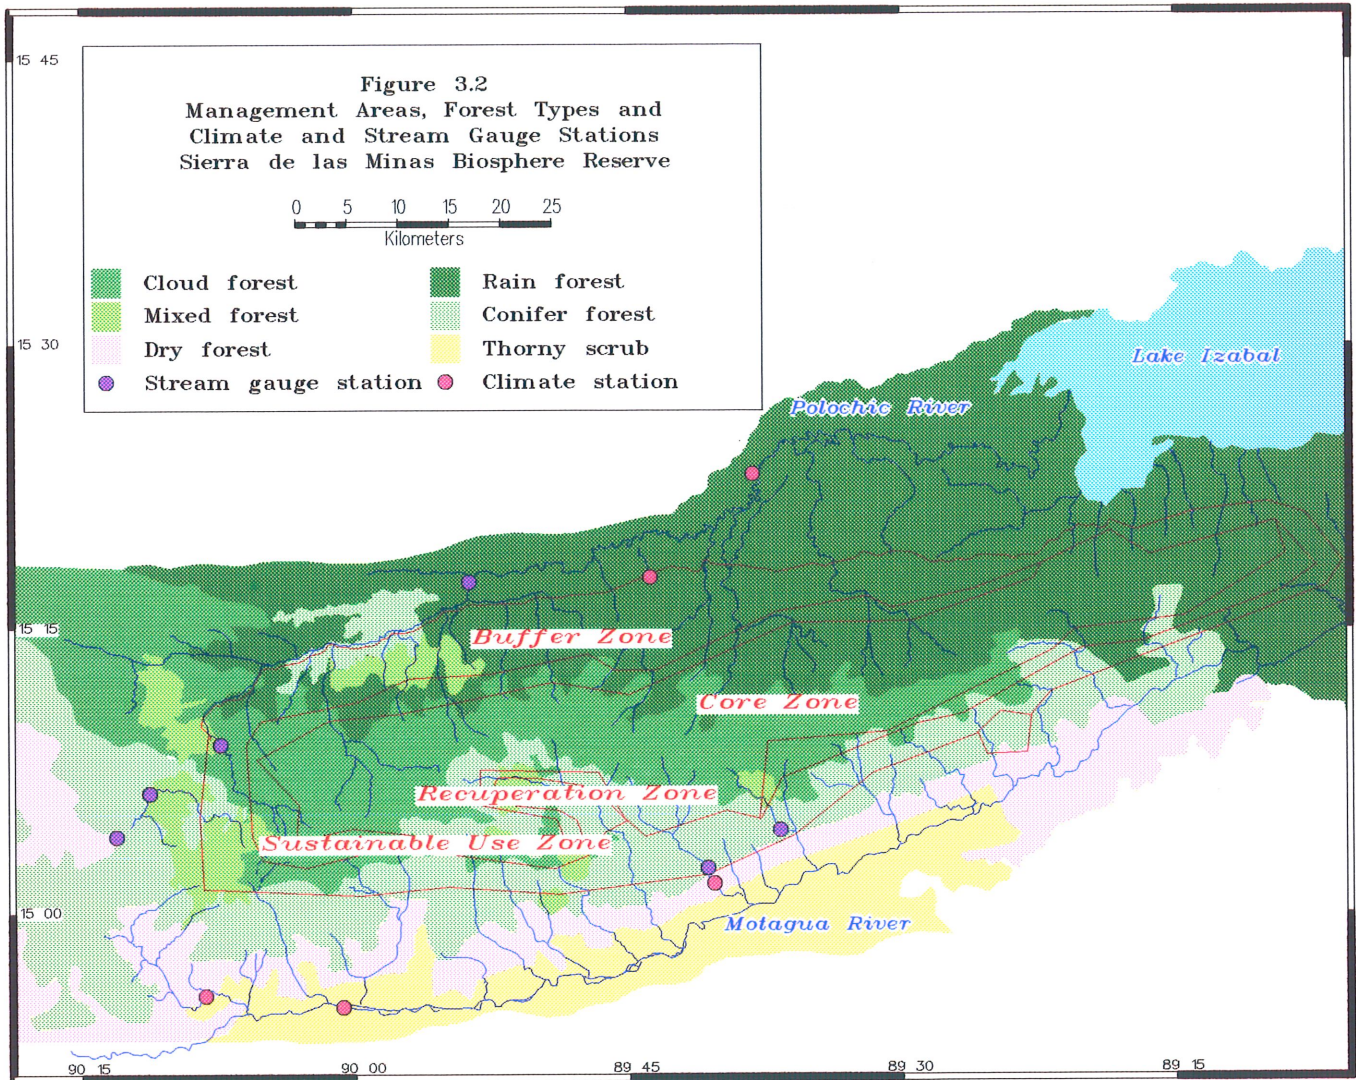 15 45
Figure 3.2
Management Areas, Forest Types and
Climate and Stream Gauge Stations
Sierra de las Minas Biosphere Reserve
0 5 10 15 20 25
Kilometers
Cloud forest Rain forest
Mixed forest Conifer forest
Dry forest Thorny scrub
Stream gauge station Climate station
15 30
Lake Izabal
Polochic River
15 15
Buffer Zone
Core Zone
Recuperation Zone
Sustainable Use Zone
15 00
Motagua River
90 15 90 00 89 45 89 30 89 15